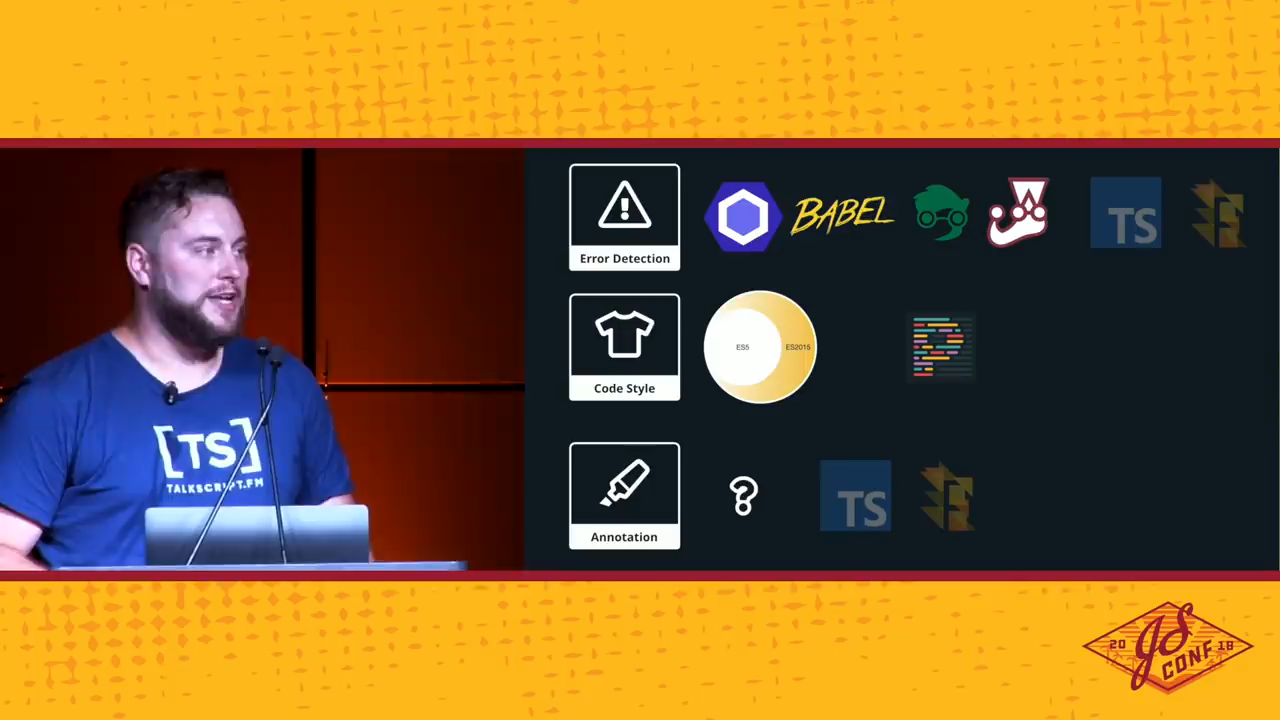 Error Detection
BABEL
TS
ES5
ES2015
Code Style
[TS]
TALKSCRIPT.FM
?
TS
Annotation
20 JS 18
CONF